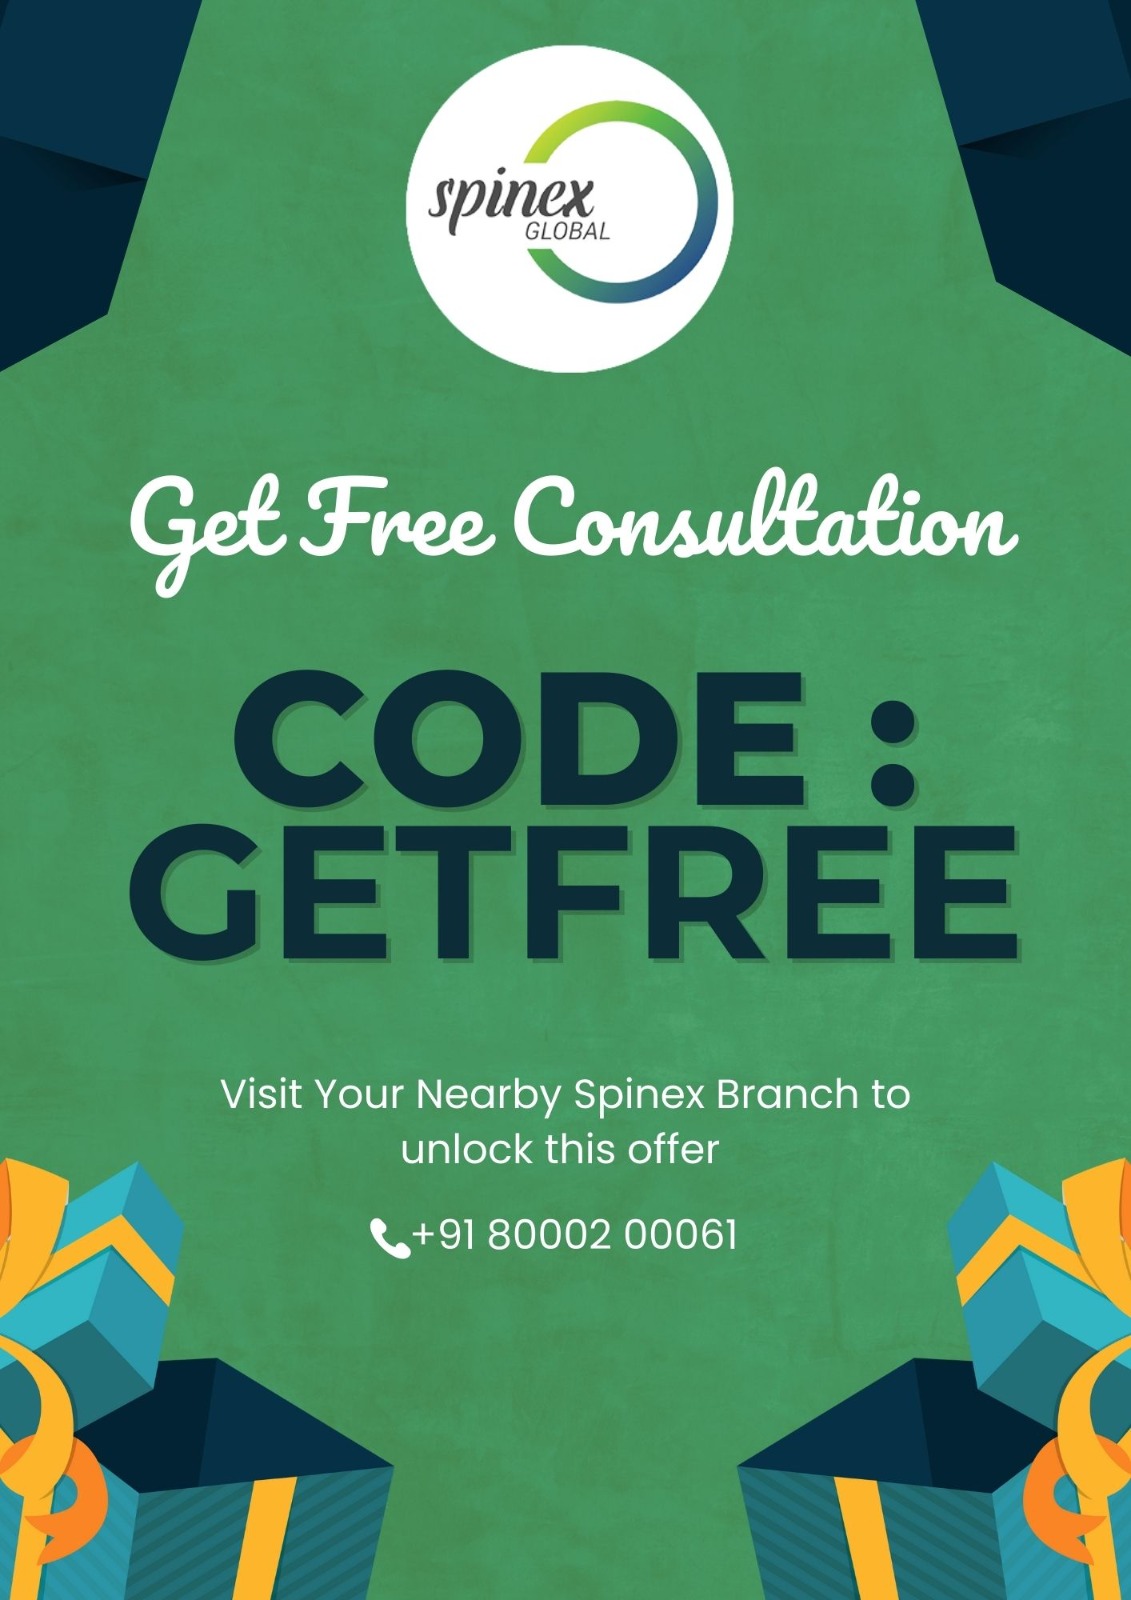 spinex
GLOBAL
Get Free Consultation
CODE :
GETFREE
Visit Your Nearby Spinex Branch to
unlock this offer
+91 80002 00061